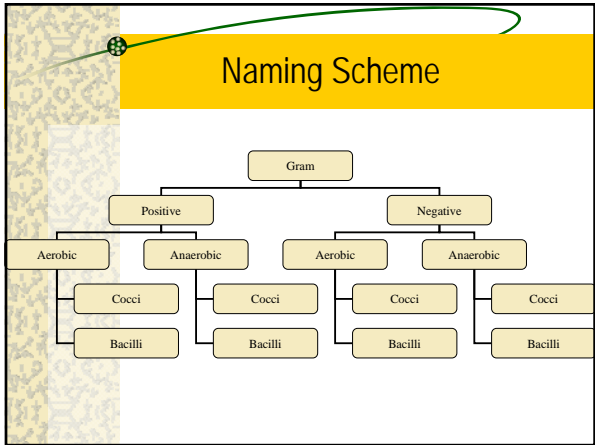 Naming Scheme
Gram
Positive Negative
Aerobic Anaerobic Aerobic Anaerobic
Cocci Cocci Cocci Cocci
Bacilli Bacilli Bacilli Bacilli